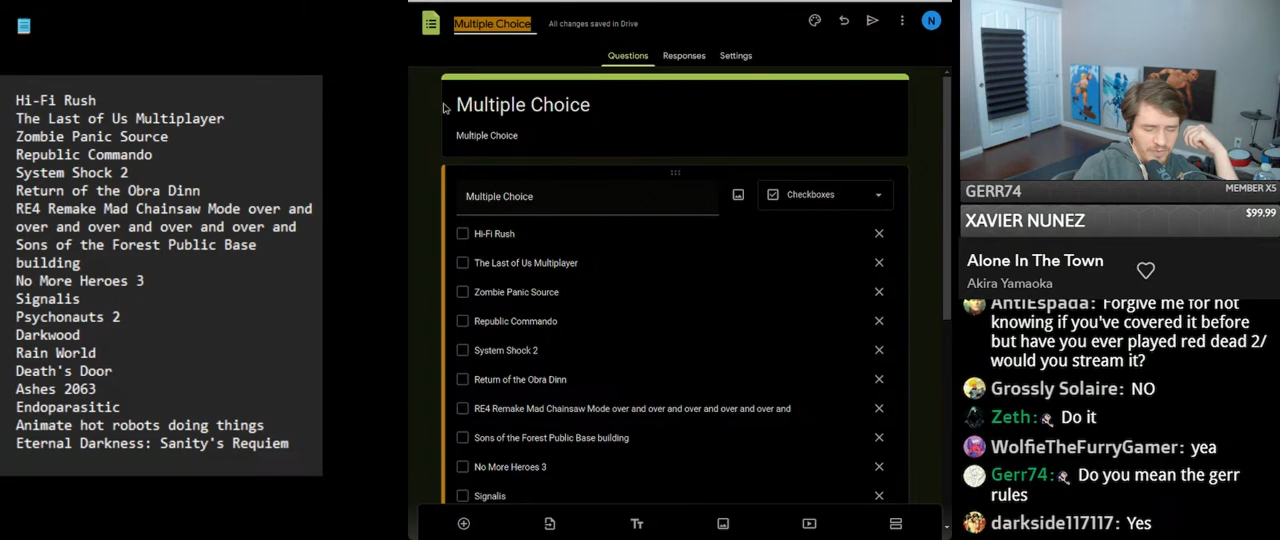 Hi-Fi Rush
The Last of Us Multiplayer
Zombie Panic Source
Republic Commando
System Shock 2
Return of the Obra Dinn
RE4 Remake Mad Chainsaw Mode over and
over and over and over and over and
Sons of the Forest Public Base
building
No More Heroes 3
Signalis
Psychonauts 2
Darkwood
Rain World
Death's Door
Ashes 2063
Endoparasitic
Animate hot robots doing things
Eternal Darkness: Sanity's Requiem
Multiple Choice
All changes saved in Drive
N
Questions
Responses
Settings
Multiple Choice
Multiple Choice
Multiple Choice
Checkboxes
Hi-Fi Rush
The Last of Us Multiplayer
Zombie Panic Source
Republic Commando
System Shock 2
Return of the Obra Dinn
RE4 Remake Mad Chainsaw Mode over and over and over and over and over and
Sons of the Forest Public Base building
No More Heroes 3
Signalis
Tт
GERR74
MEMBER X5
XAVIER NUNEZ
$99.99
Alone In The Town
Akira Yamaoka
AntiEspada: Forgive me for not
knowing if you've covered it before
but have you ever played red dead 2/
would you stream it?
Grossly Solaire: NO
Zeth: Do it
WolfieTheFurryGamer: yea
Gerr74: Do you mean the gerr
rules
darkside117117: Yes